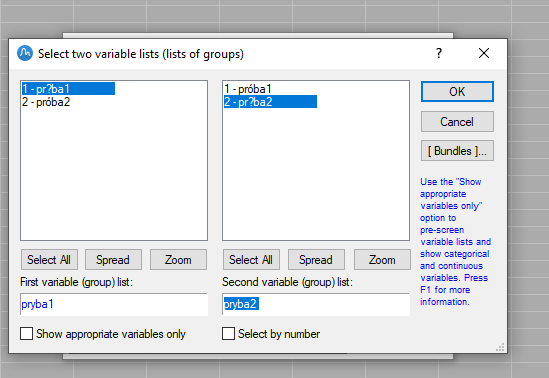 Select two variable lists (lists of groups)
1 - pr?ba1
2 - próba2
1 - próba1
2 - pr?ba2
OK
Cancel
[ Bundles ]...
Use the "Show
appropriate
variables only"
option to
pre-screen
variable lists and
show categorical
and continuous
variables. Press
F1 for more
information.
Select All
Spread
Zoom
Select All
Spread
Zoom
First variable (group) list:
Second variable (group) list:
pryba1
pryba2
Show appropriate variables only
Select by number